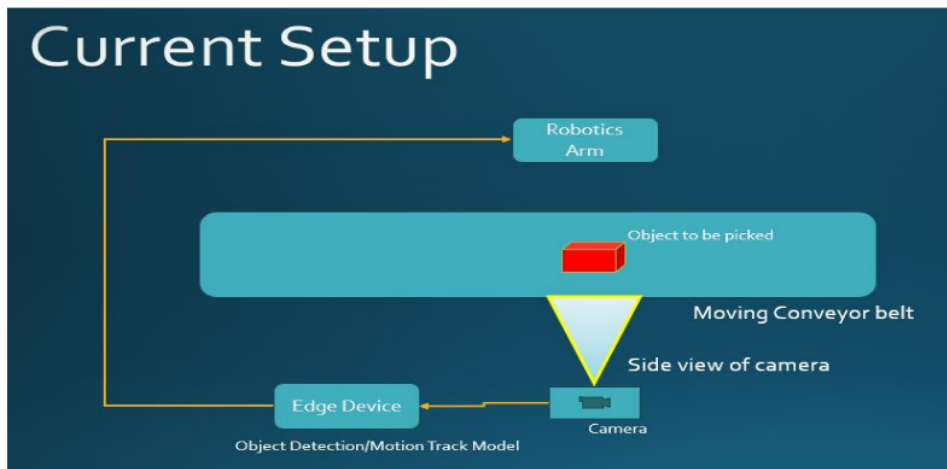 Current Setup
Robotics
Arm
Object to be picked
Moving Conveyor belt
Side view of camera
Edge Device
Camera
Object Detection/Motion Track Model